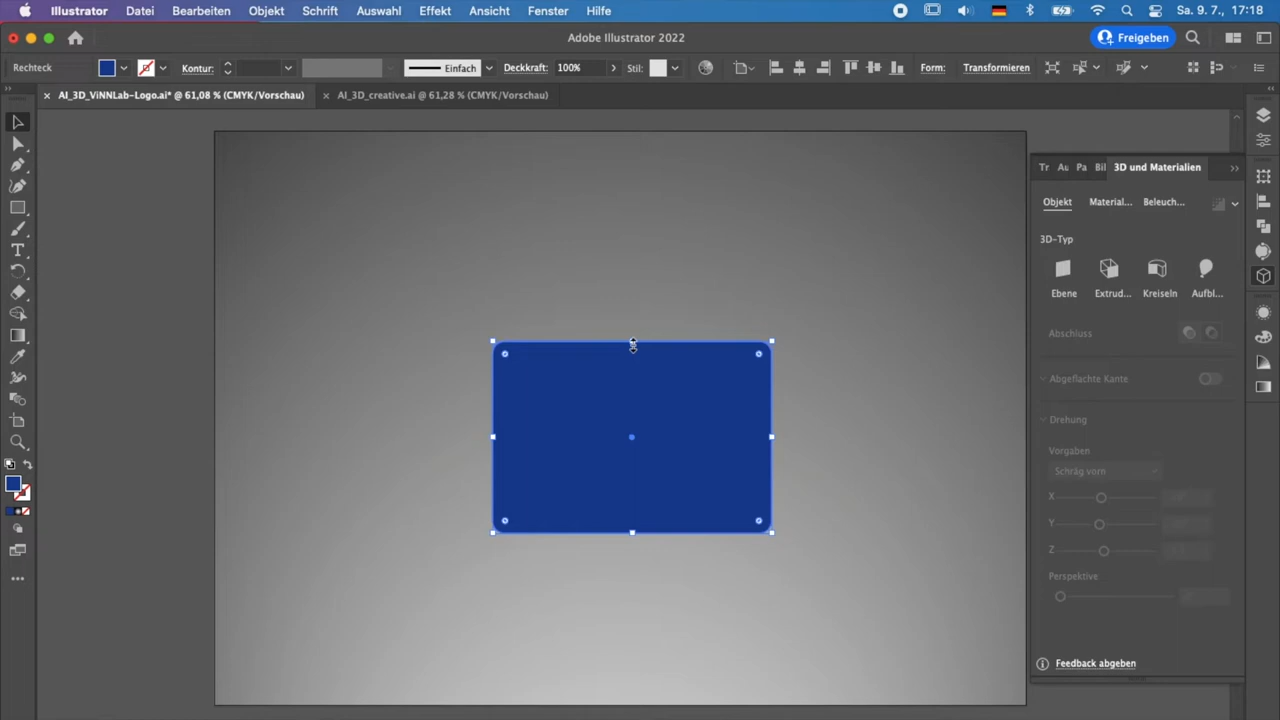 Illustrator Datei Bearbeiten Objekt Schrift Auswahl Effekt Ansicht Fenster Hilfe Sa. 9. 7., 17:18
Adobe Illustrator 2022 Freigeben
Rechteck Kontur: Einfach Deckkraft: 100% Stil: Form: Transformieren
AI_3D_ViNNLab-Logo.ai* @ 61,08 % (CMYK/Vorschau) AI_3D_creative.ai @ 61,28 % (CMYK/Vorschau)
Tr Au Pa Bil 3D und Materialien
Objekt Material... Beleuch...
3D-Typ
Ebene Extrud... Kreiseln Aufbl...
Abschluss
Abgeflachte Kante
Drehung
Vorgaben
Schräg vorn
X
Y
Z
Perspektive
Feedback abgeben